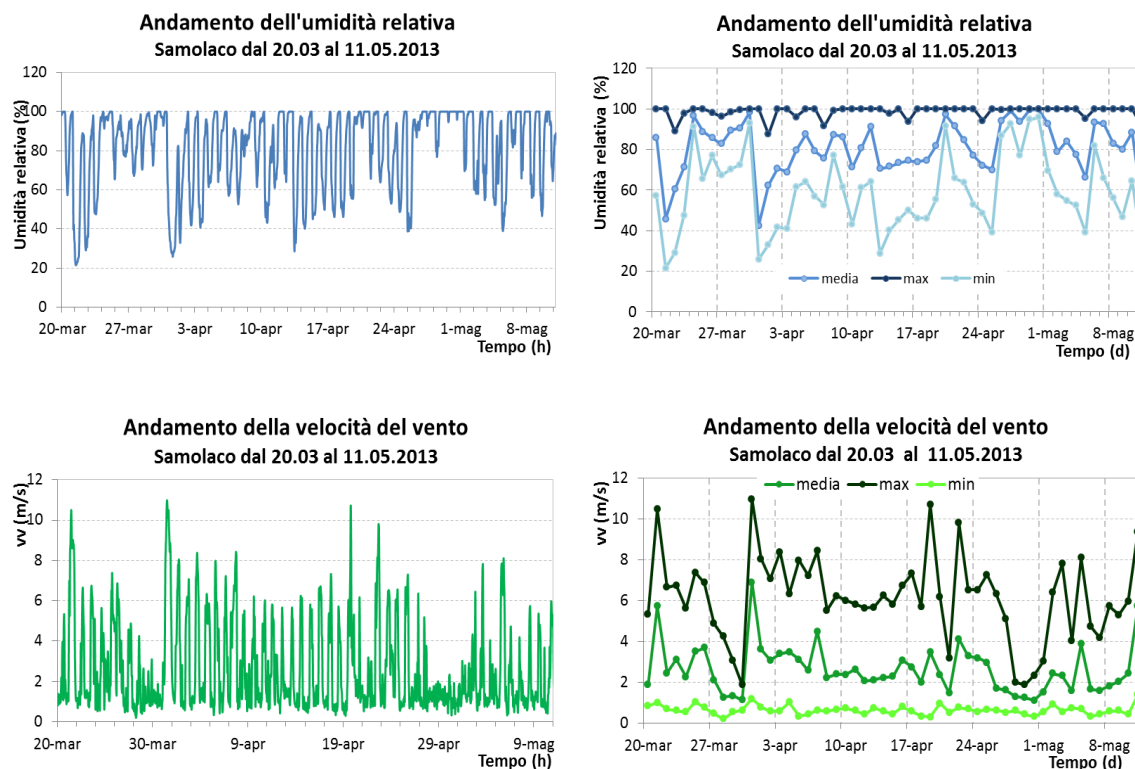 Andamento dell'umidità relativa
Samolaco dal 20.03 al 11.05.2013
Umidità relativa (%)
120
100
80
60
40
20
0
20-mar 27-mar 3-apr 10-apr 17-apr 24-apr 1-mag 8-mag
Tempo (h)
Andamento dell'umidità relativa
Samolaco dal 20.03 al 11.05.2013
Umidità relativa (%)
120
100
80
60
40
20
0
media max min
20-mar 27-mar 3-apr 10-apr 17-apr 24-apr 1-mag 8-mag
Tempo (d)
Andamento della velocità del vento
Samolaco dal 20.03 al 11.05.2013
vv (m/s)
12
10
8
6
4
2
0
20-mar 30-mar 9-apr 19-apr 29-apr 9-mag
Tempo (h)
Andamento della velocità del vento
Samolaco dal 20.03 al 11.05.2013
vv (m/s)
media max min
12
10
8
6
4
2
0
20-mar 27-mar 3-apr 10-apr 17-apr 24-apr 1-mag 8-mag
Tempo (d)